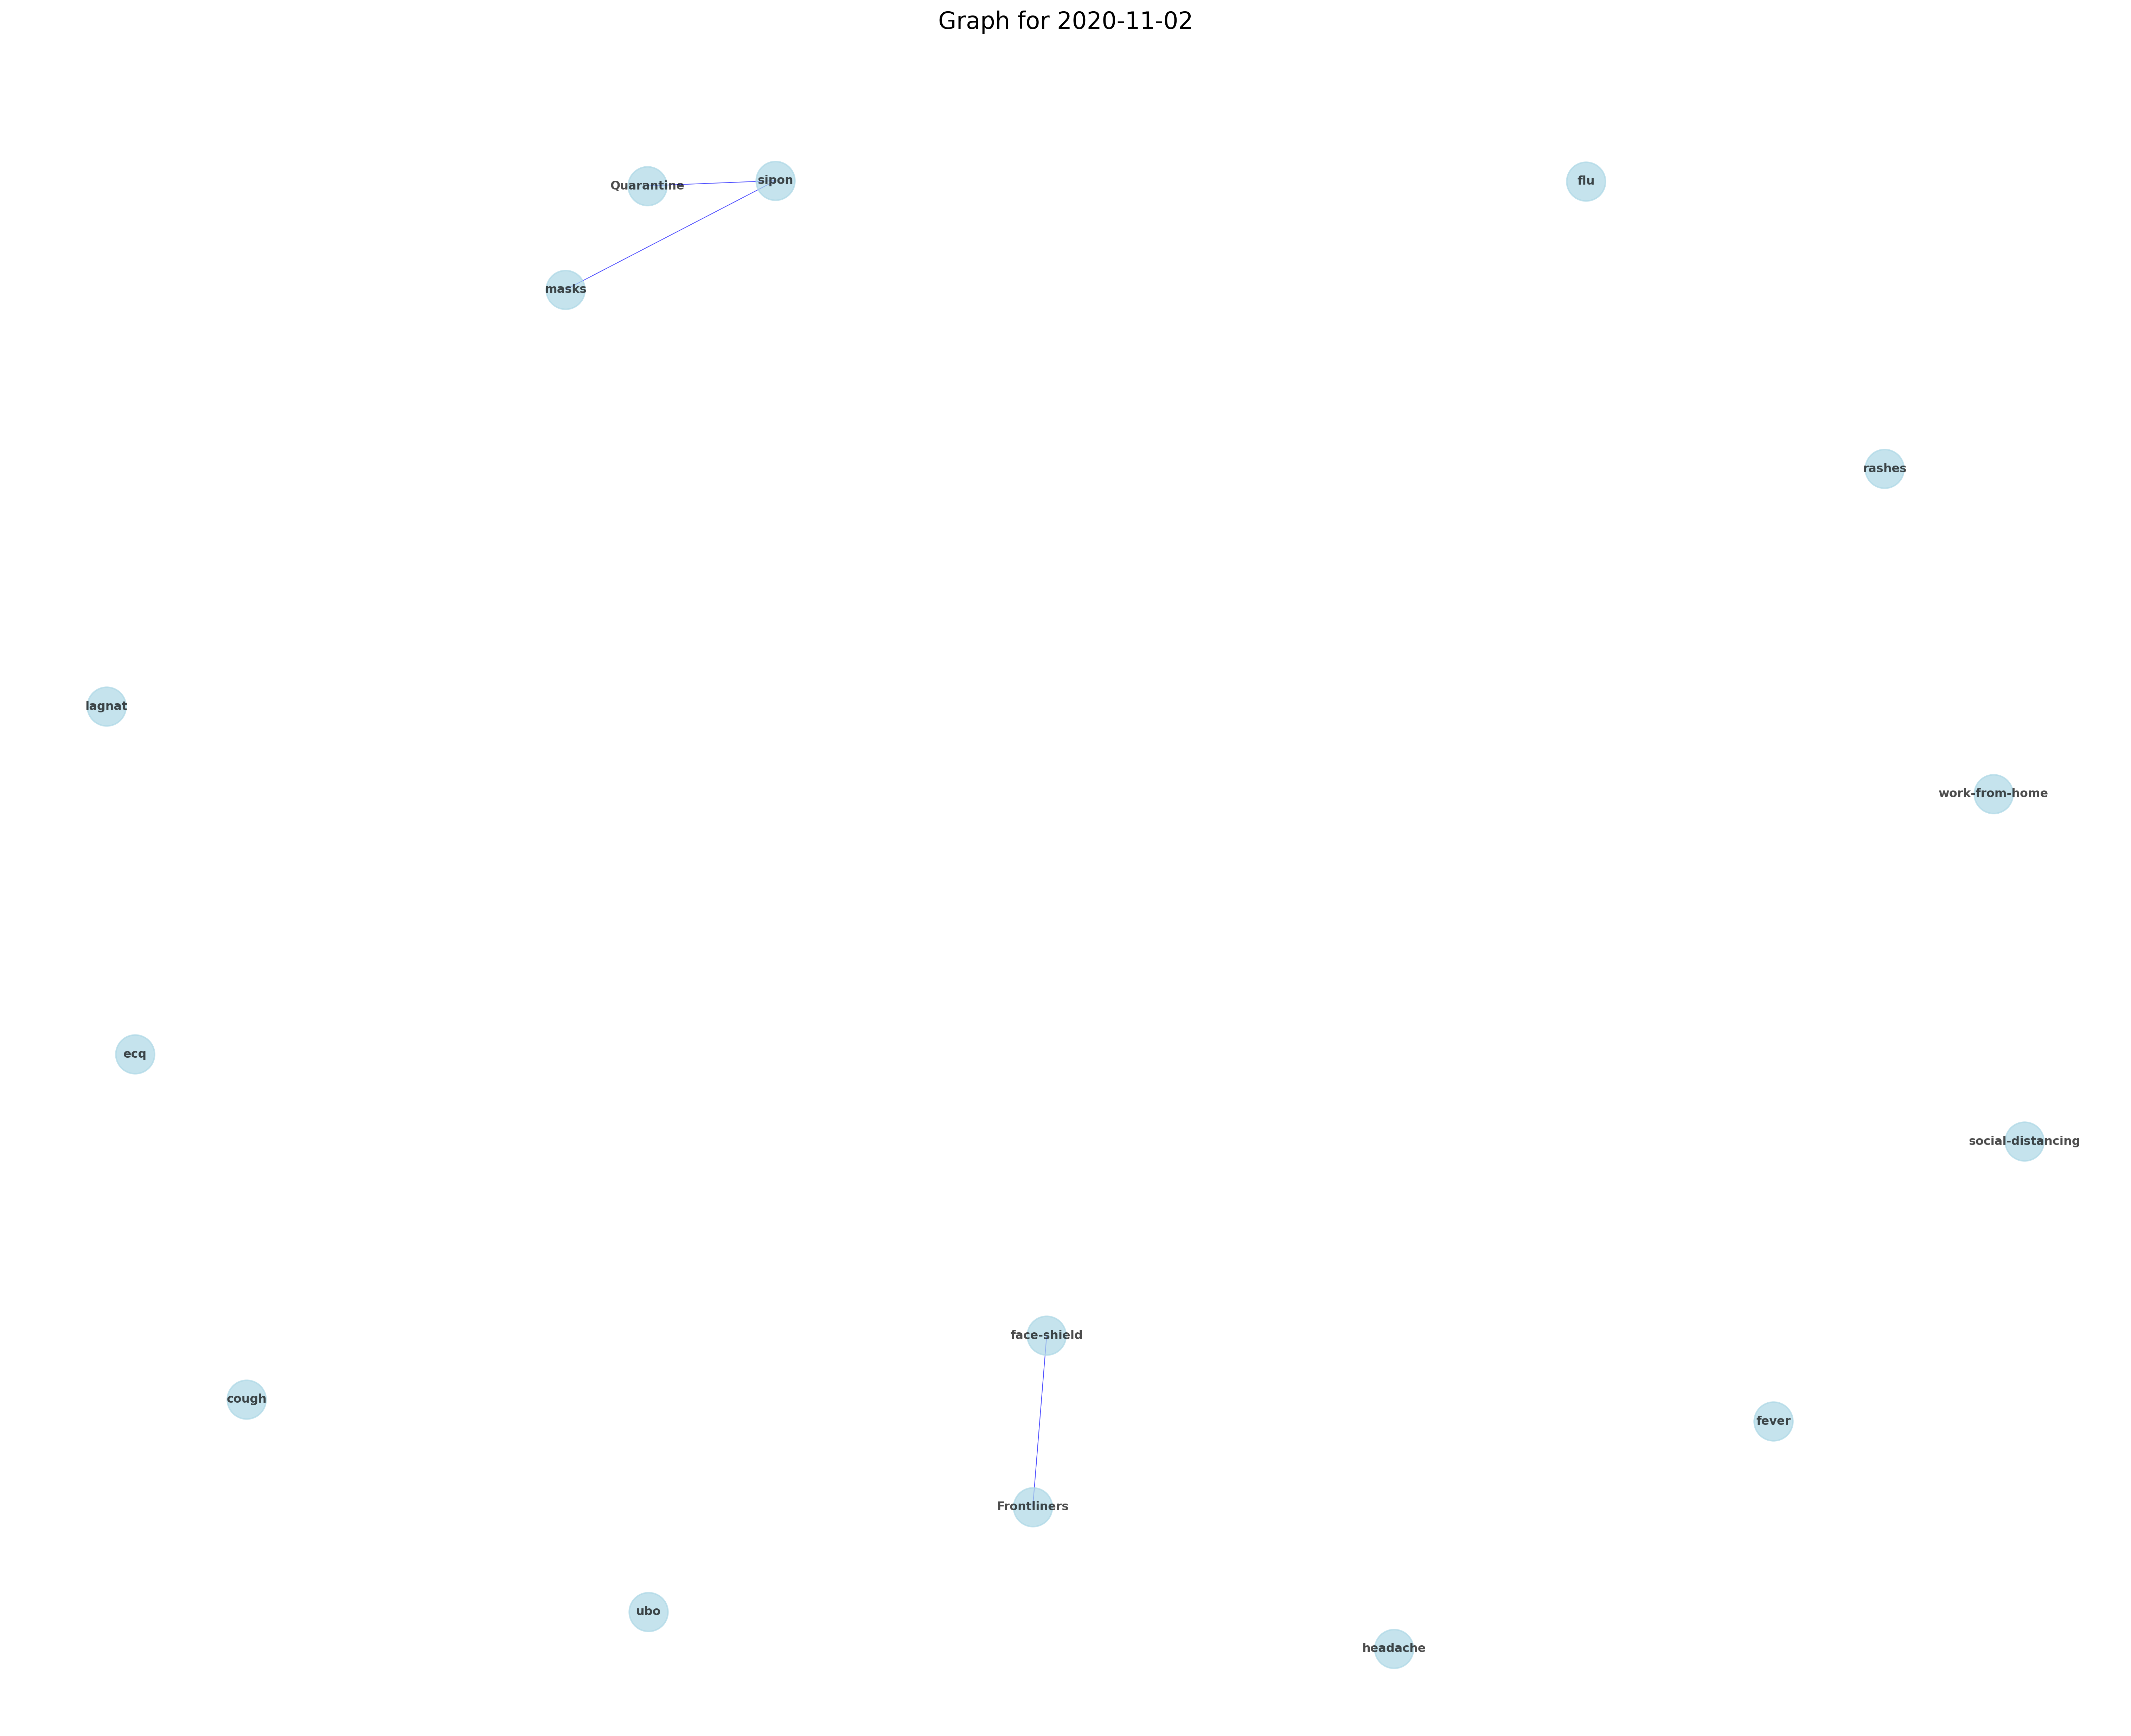 Graph for 2020-11-02
Quarantine
sipon
flu
masks
rashes
lagnat
work-from-home
ecq
social-distancing
face-shield
cough
fever
Frontliners
ubo
headache